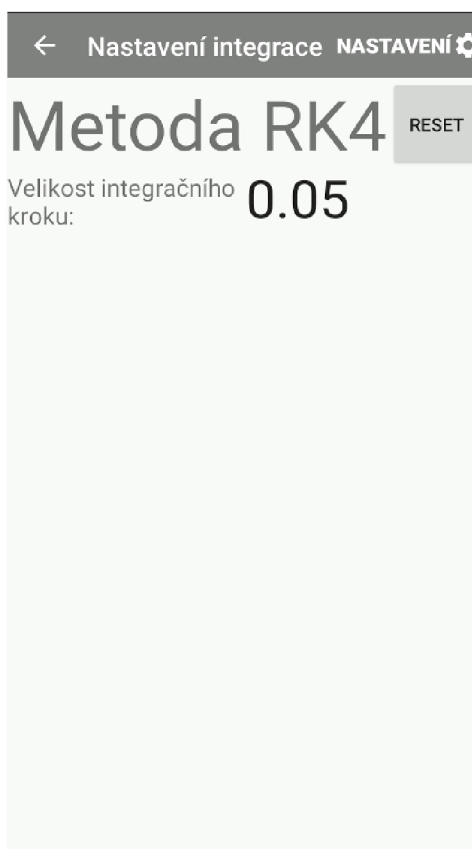 Nastavení integrace NASTAVENÍ
Metoda RK4 RESET
Velikost integračního 0.05
kroku: